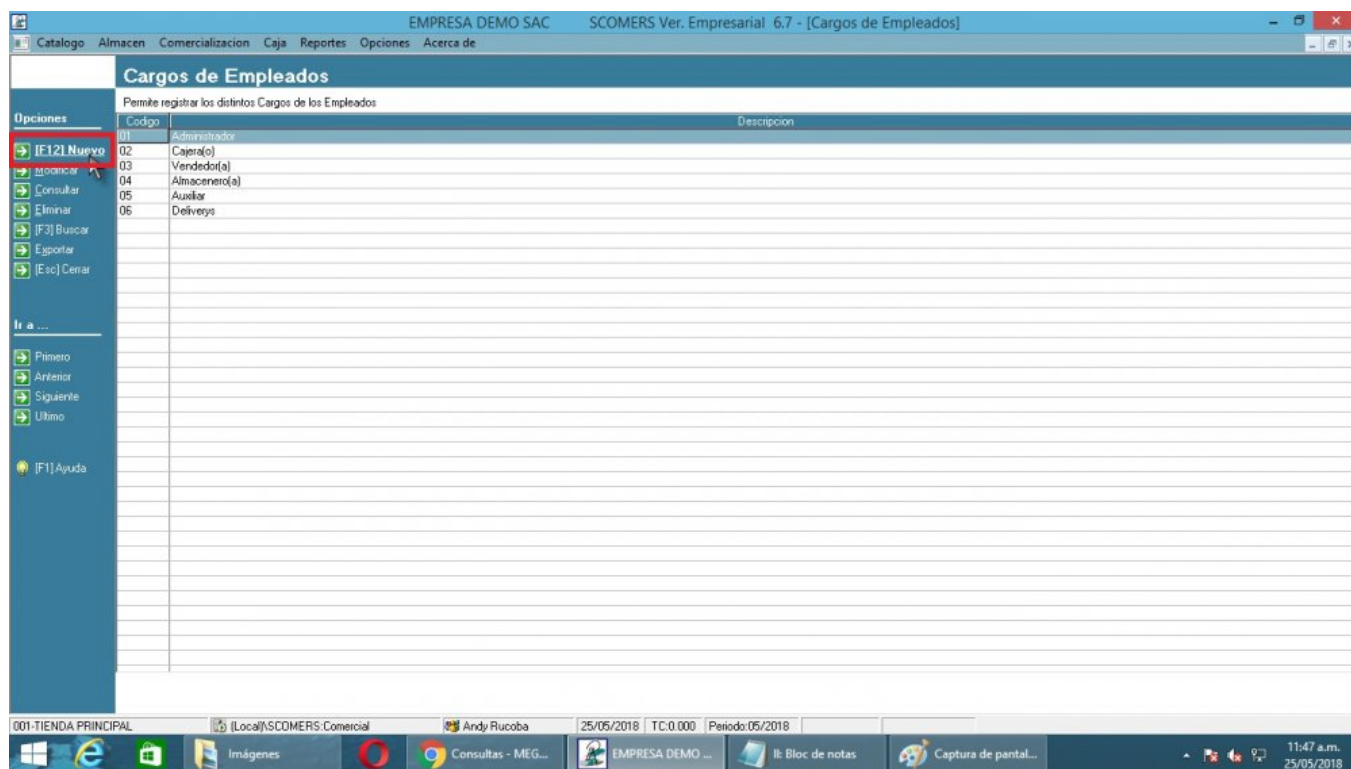 EMPRESA DEMO SAC SCOMERS Ver. Empresarial 6.7 - [Cargos de Empleados]
Catalogo Almacen Comercializacion Caja Reportes Opciones Acerca de
Cargos de Empleados
Permite registrar los distintos Cargos de los Empleados
Opciones
[F12] Nuevo
Modificar
Consultar
Eliminar
[F3] Buscar
Exportar
[Esc] Cerrar
Ir a ...
Primero
Anterior
Siguiente
Ultimo
[F1] Ayuda
Codigo Descripcion
01 Administrador
02 Cajera(o)
03 Vendedor(a)
04 Almacenero(a)
05 Auxiliar
06 Deliverys
001-TIENDA PRINCIPAL (Local)\SCOMERS:Comercial Andy Rucoba 25/05/2018 TC:0.000 Periodo:05/2018
Imágenes Consultas - MEG... EMPRESA DEMO ... II: Bloc de notas Captura de pantal... 11:47 a.m.
25/05/2018